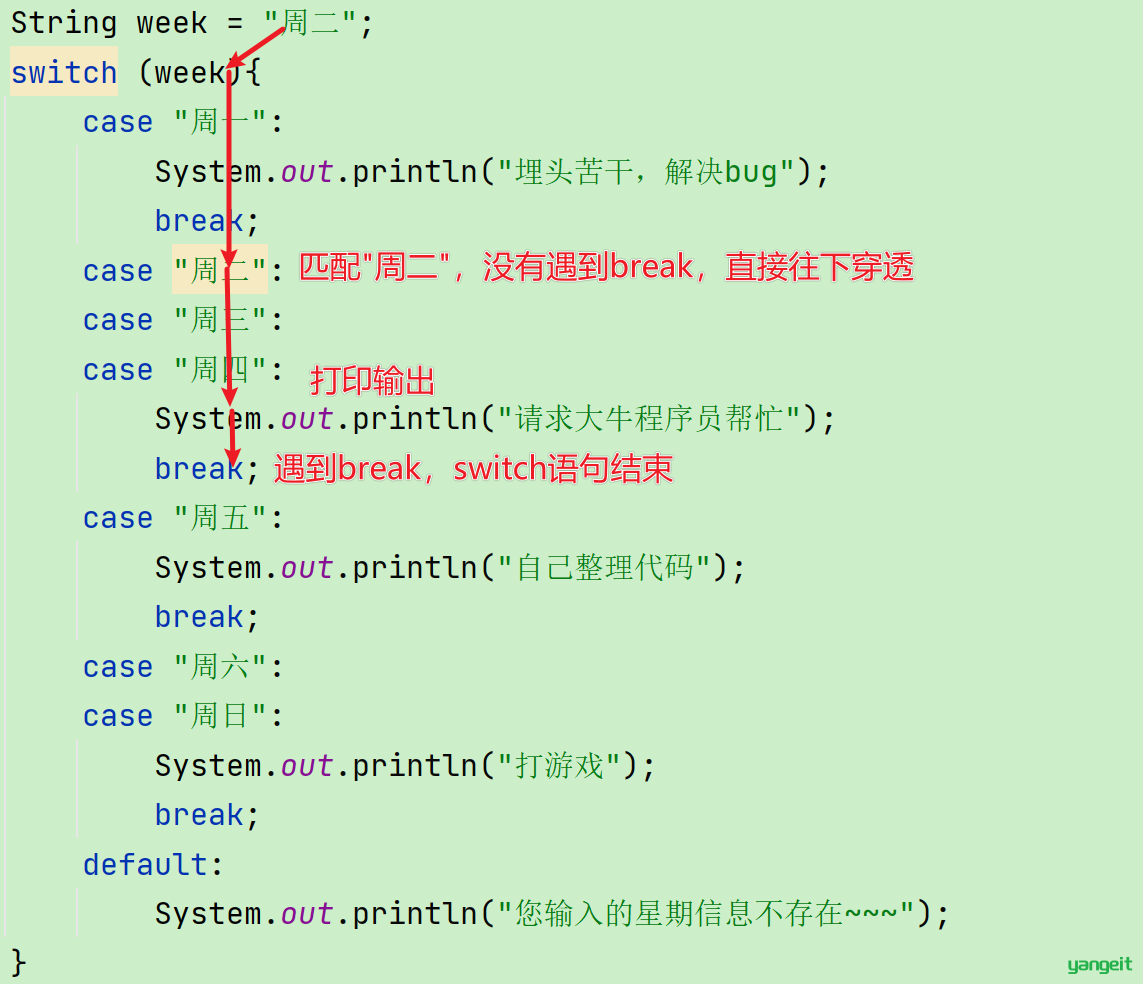 String week = "周二";
switch (week){
    case "周一":
        System.out.println("埋头苦干，解决bug");
        break;
    case "周二": 匹配"周二"，没有遇到break，直接往下穿透
    case "周三":
    case "周四":
打印输出
        System.out.println("请求大牛程序员帮忙");
        break; 遇到break，switch语句结束
    case "周五":
        System.out.println("自己整理代码");
        break;
    case "周六":
    case "周日":
        System.out.println("打游戏");
        break;
    default:
        System.out.println("您输入的星期信息不存在~~~");
}
yangeit